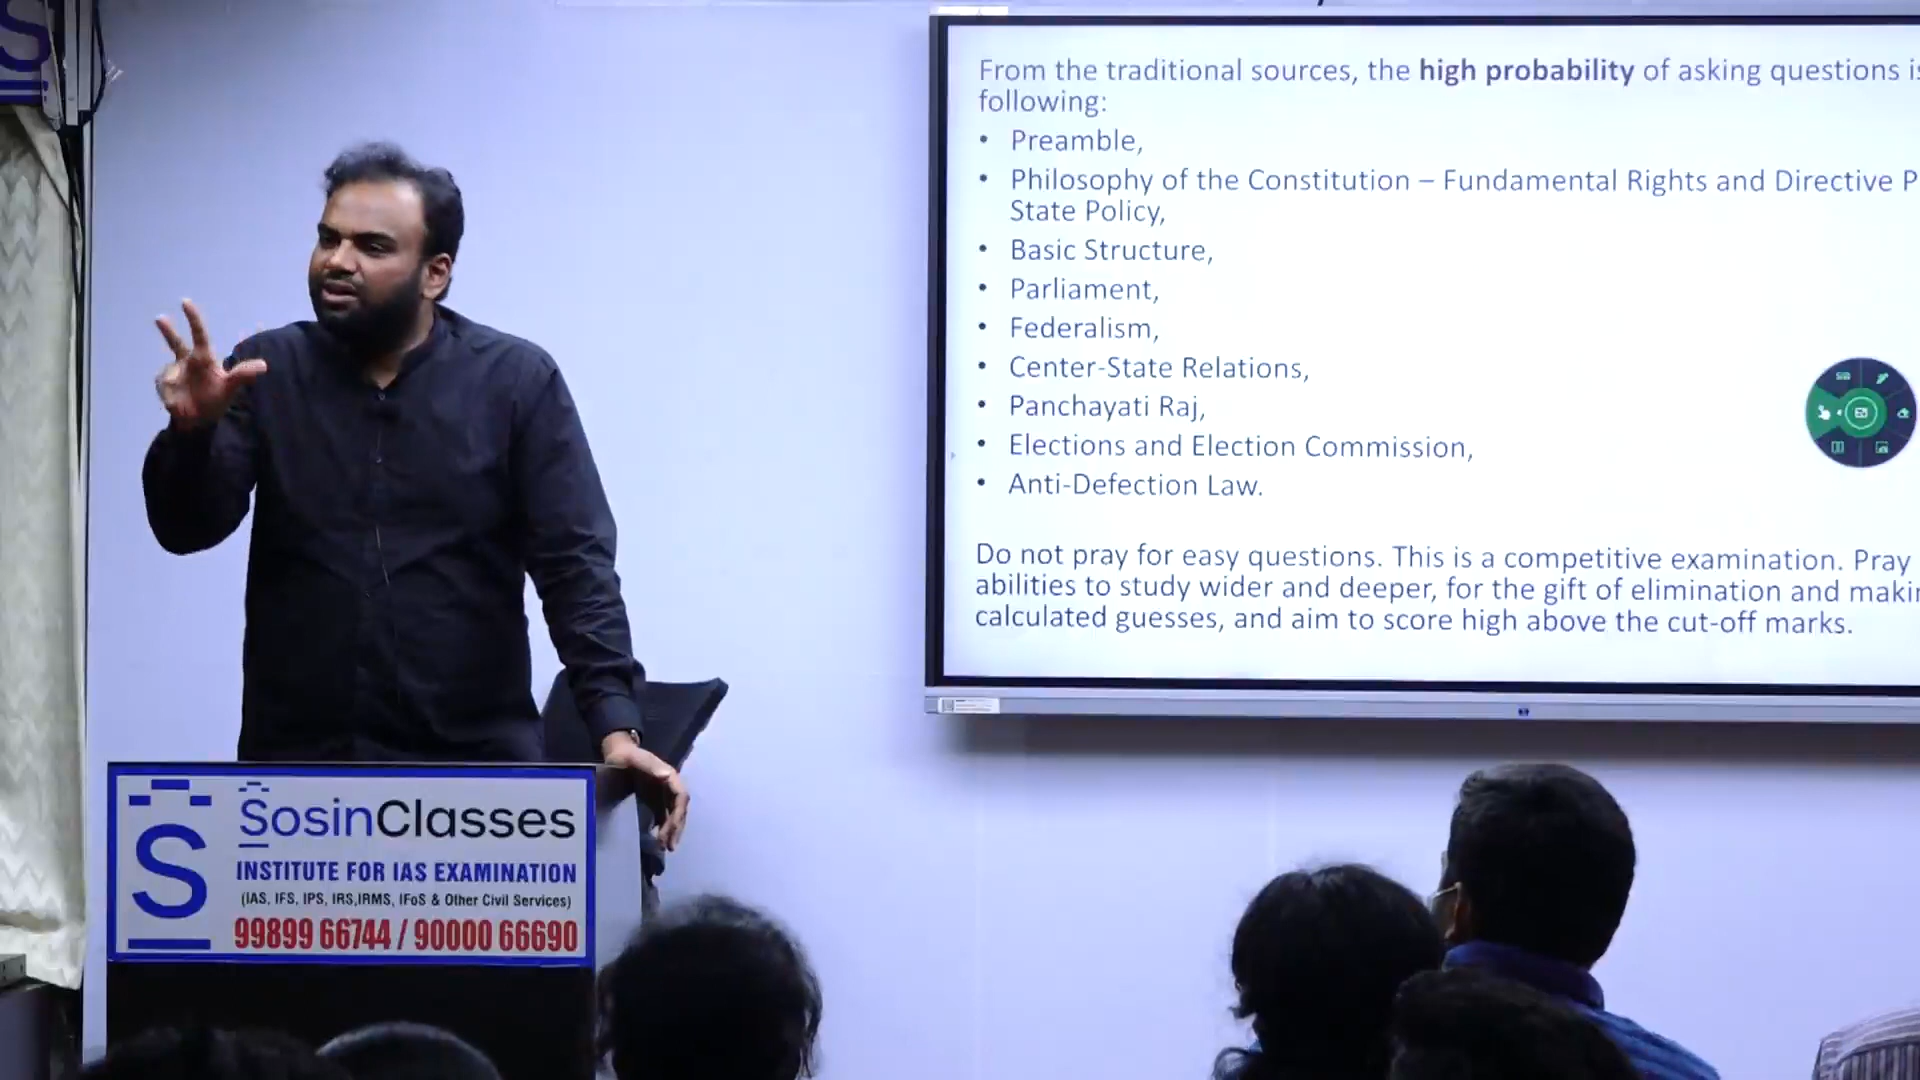 From the traditional sources, the high probability of asking questions is
following:
• Preamble,
• Philosophy of the Constitution – Fundamental Rights and Directive P
State Policy,
• Basic Structure,
• Parliament,
• Federalism,
• Center-State Relations,
• Panchayati Raj,
• Elections and Election Commission,
• Anti-Defection Law.
Do not pray for easy questions. This is a competitive examination. Pray
abilities to study wider and deeper, for the gift of elimination and makin
calculated guesses, and aim to score high above the cut-off marks.
S
SosinClasses
INSTITUTE FOR IAS EXAMINATION
(IAS, IFS, IPS, IRS,IRMS, IFoS & Other Civil Services)
99899 66744 / 90000 66690